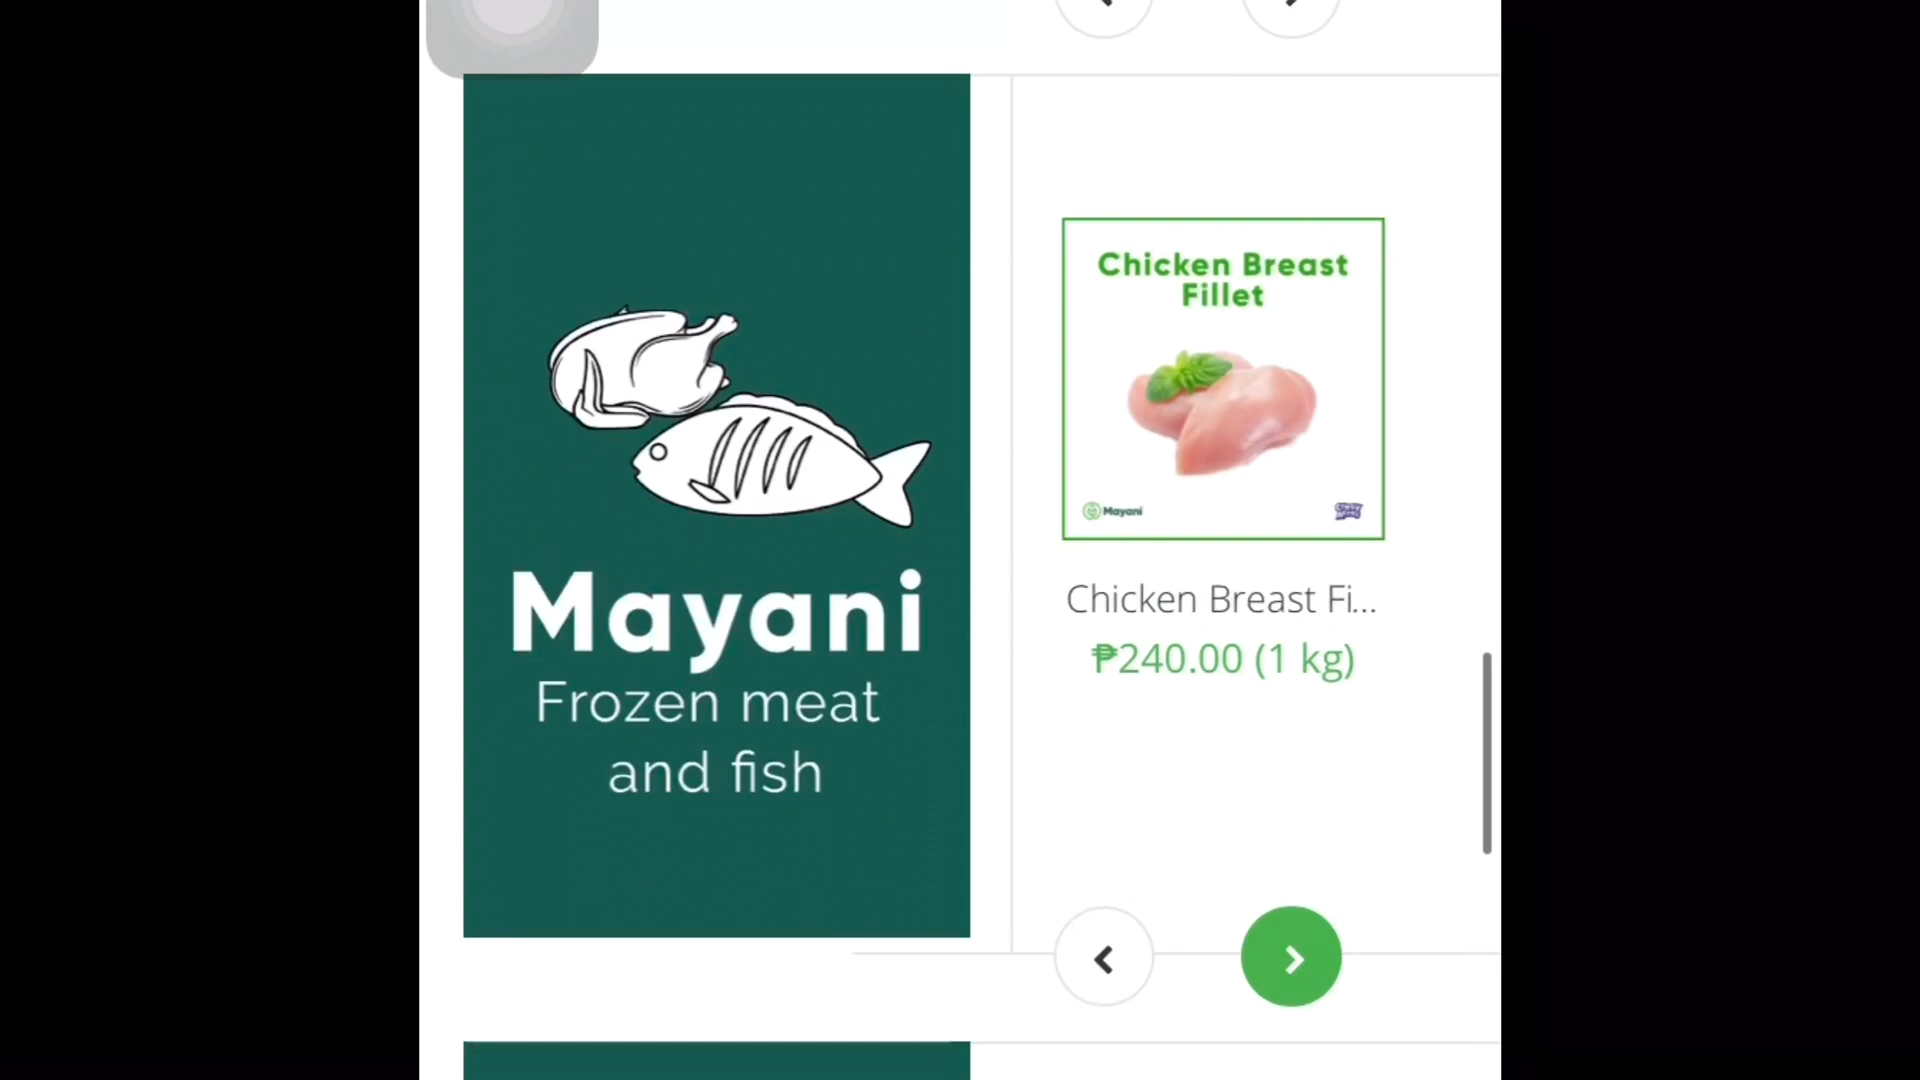 Mayani
Frozen meat
and fish
Chicken Breast
Fillet
Mayani
Chicken Breast Fi...
₱240.00 (1 kg)